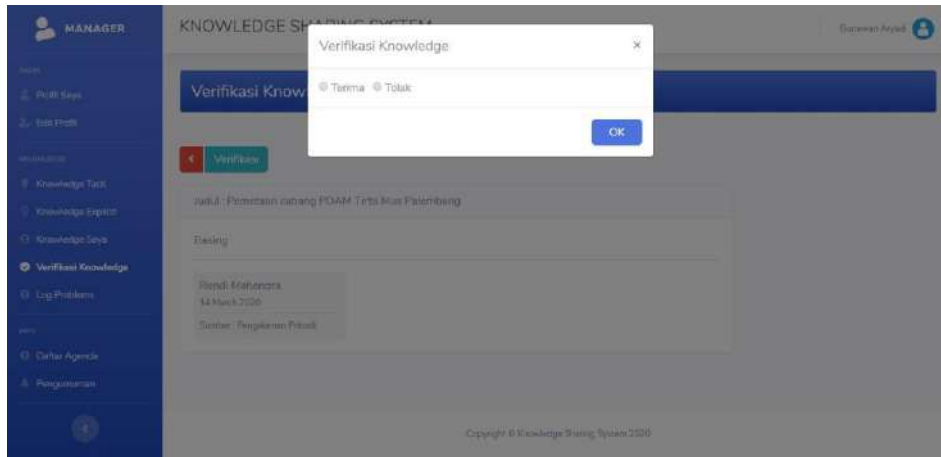 MANAGER
KNOWLEDGE SHARING SYSTEM
Verifikasi Knowledge
×
Terima
Tolak
OK
Profil Saya
Edit Profil
Verifikasi Know
Verifikasi
Knowledge Tacit
Knowledge Explicit
Knowledge Saya
Verifikasi Knowledge
Log Problem
Judul : Pemetaan cabang PDAM Tirta Musi Palembang
Rendi Mahendra
14 March 2020
Sumber : Pengalaman Pribadi
Daftar Agenda
Pengumuman
Copyright © Knowledge Sharing System 2020